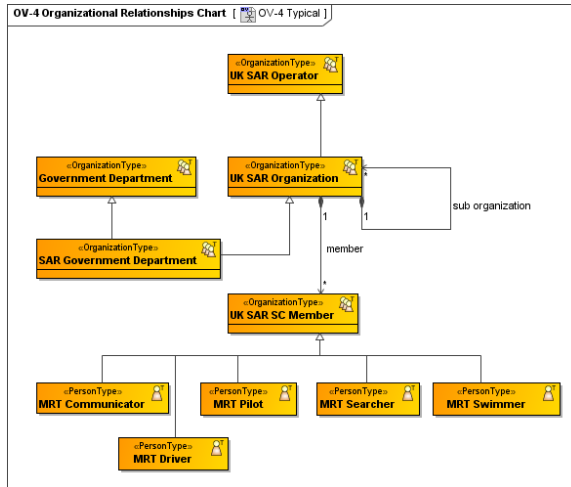 OV-4 Organizational Relationships Chart [ OV-4 Typical ]
«OrganizationType»
UK SAR Operator
«OrganizationType»
Government Department
«OrganizationType»
UK SAR Organization
*
1
1
sub organization
«OrganizationType»
SAR Government Department
member
*
«OrganizationType»
UK SAR SC Member
«PersonType»
MRT Communicator
«PersonType»
MRT Pilot
«PersonType»
MRT Searcher
«PersonType»
MRT Swimmer
«PersonType»
MRT Driver